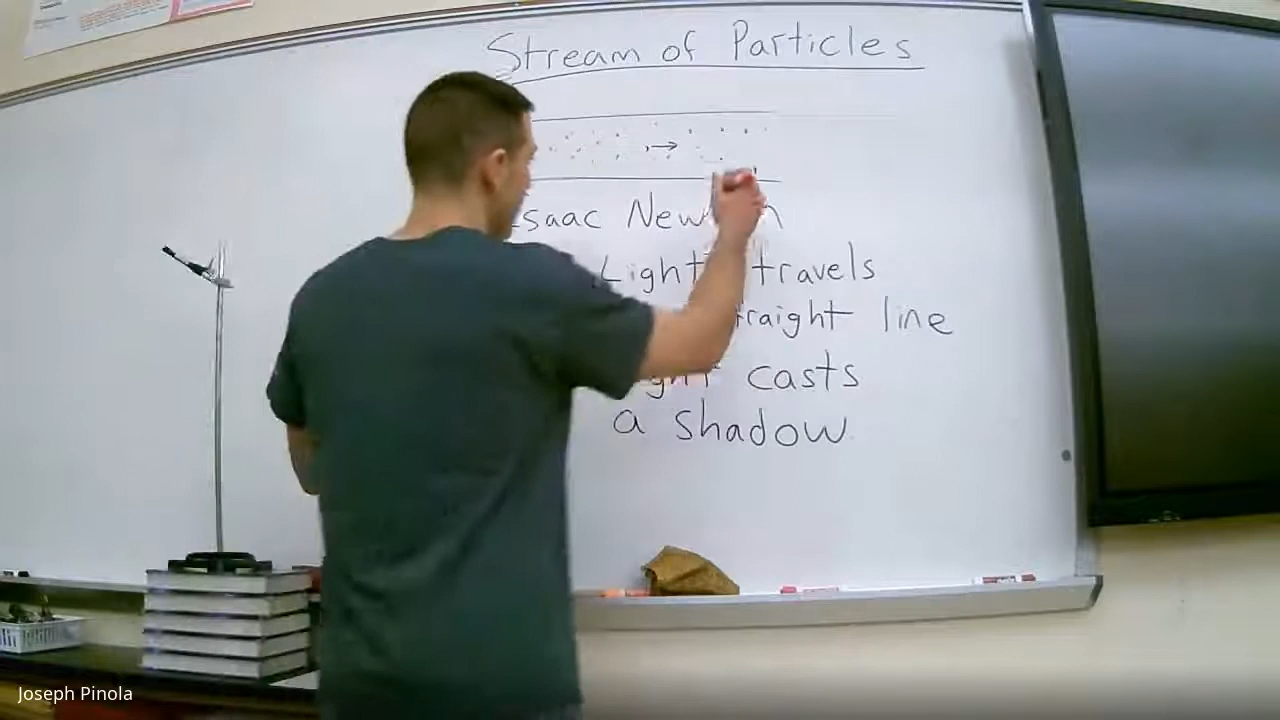 Stream of Particles
Isaac Newton
Light travels
straight line
Light casts
a shadow
Joseph Pinola